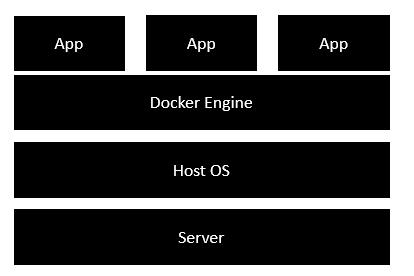 App
App
App
Docker Engine
Host OS
Server